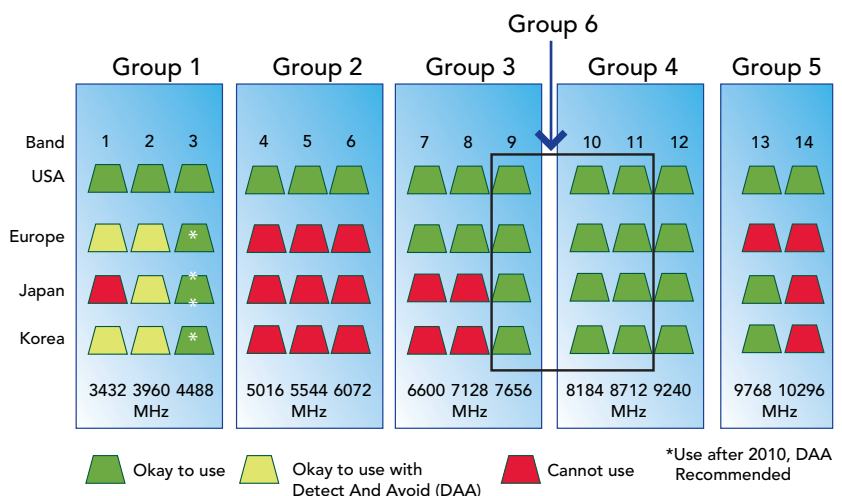 Group 6
Group 1 Group 2 Group 3 Group 4 Group 5
Band 1 2 3 4 5 6 7 8 9 10 11 12 13 14
USA
Europe *
Japan *
*
Korea *
3432 3960 4488 5016 5544 6072 6600 7128 7656 8184 8712 9240 9768 10296
MHz MHz MHz MHz MHz
Okay to use
Okay to use with
Detect And Avoid (DAA)
Cannot use
*Use after 2010, DAA
Recommended